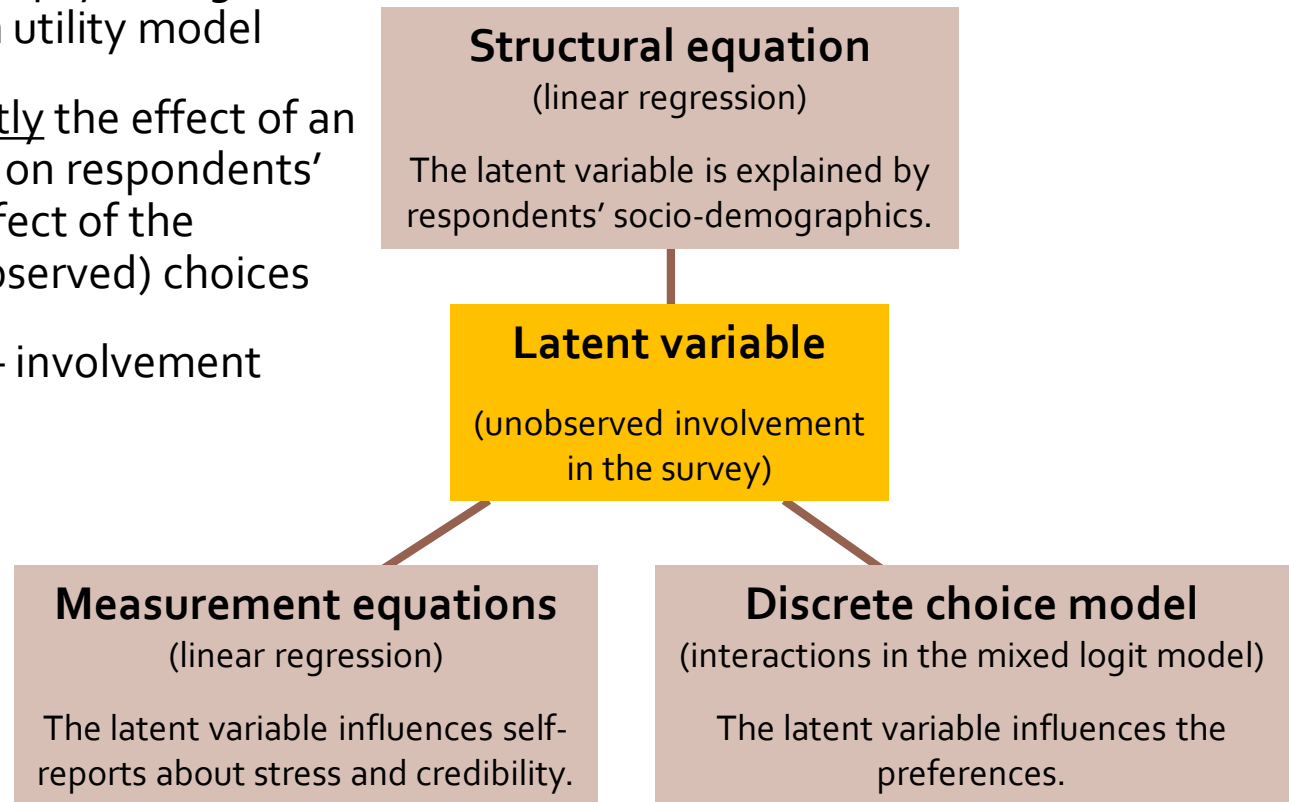 utility model
tly the effect of an
on respondents'
fect of the
served) choices
involvement
Structural equation
(linear regression)
The latent variable is explained by
respondents' socio-demographics.
Latent variable
(unobserved involvement
in the survey)
Measurement equations
(linear regression)
The latent variable influences self-
reports about stress and credibility.
Discrete choice model
(interactions in the mixed logit model)
The latent variable influences the
preferences.